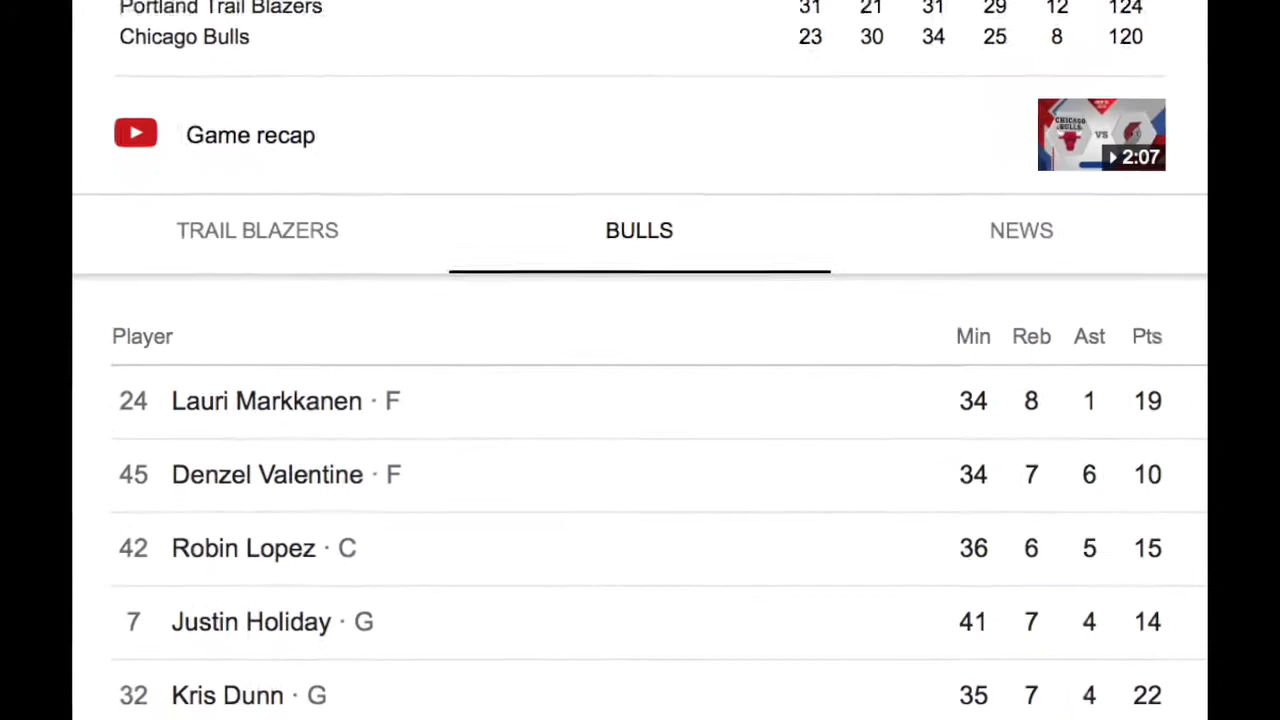 Portland Trail Blazers 31 21 31 29 12 124
Chicago Bulls 23 30 34 25 8 120
Game recap
CHICAGO BULLS VS
2:07
TRAIL BLAZERS BULLS NEWS
Player Min Reb Ast Pts
24 Lauri Markkanen · F 34 8 1 19
45 Denzel Valentine · F 34 7 6 10
42 Robin Lopez · C 36 6 5 15
7 Justin Holiday · G 41 7 4 14
32 Kris Dunn · G 35 7 4 22